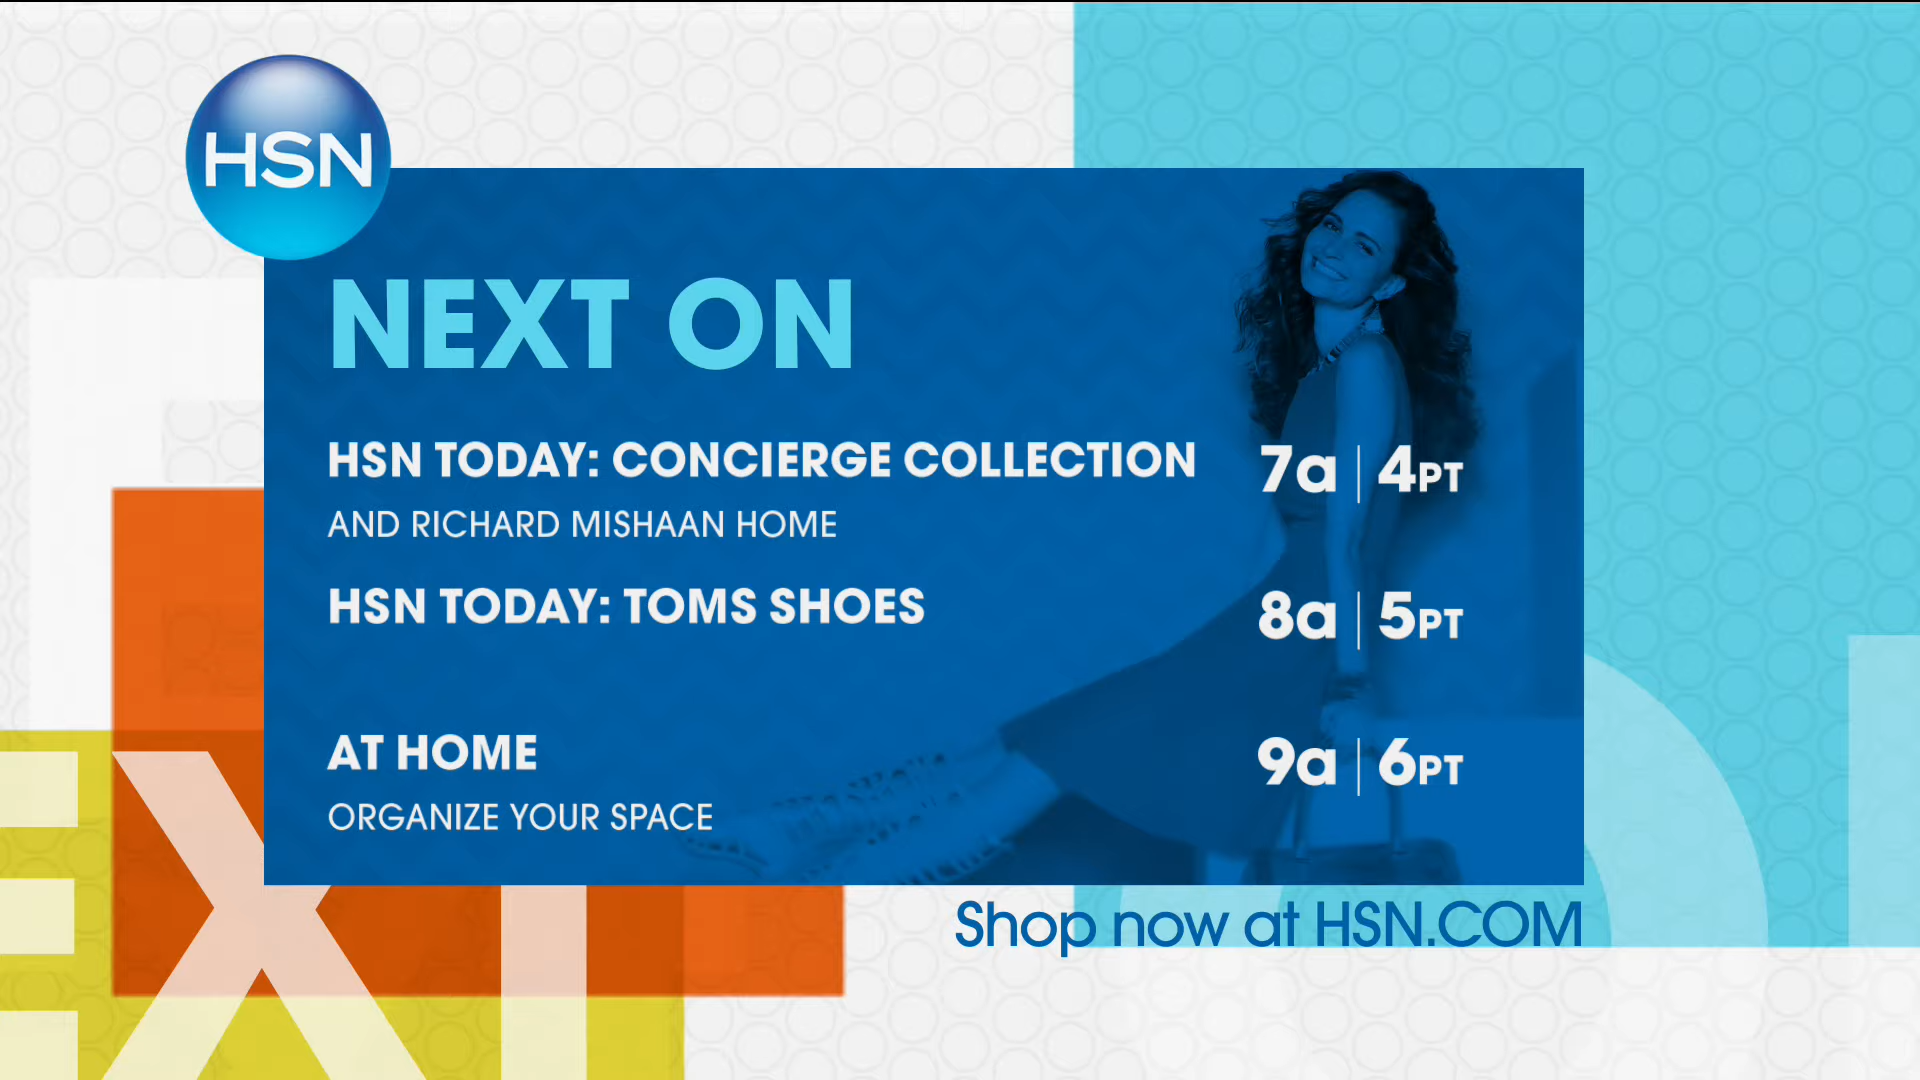 HSN
NEXT ON
HSN TODAY: CONCIERGE COLLECTION 7a | 4PT
AND RICHARD MISHAAN HOME
HSN TODAY: TOMS SHOES 8a | 5PT
AT HOME 9a | 6PT
ORGANIZE YOUR SPACE
Shop now at HSN.COM
EXT